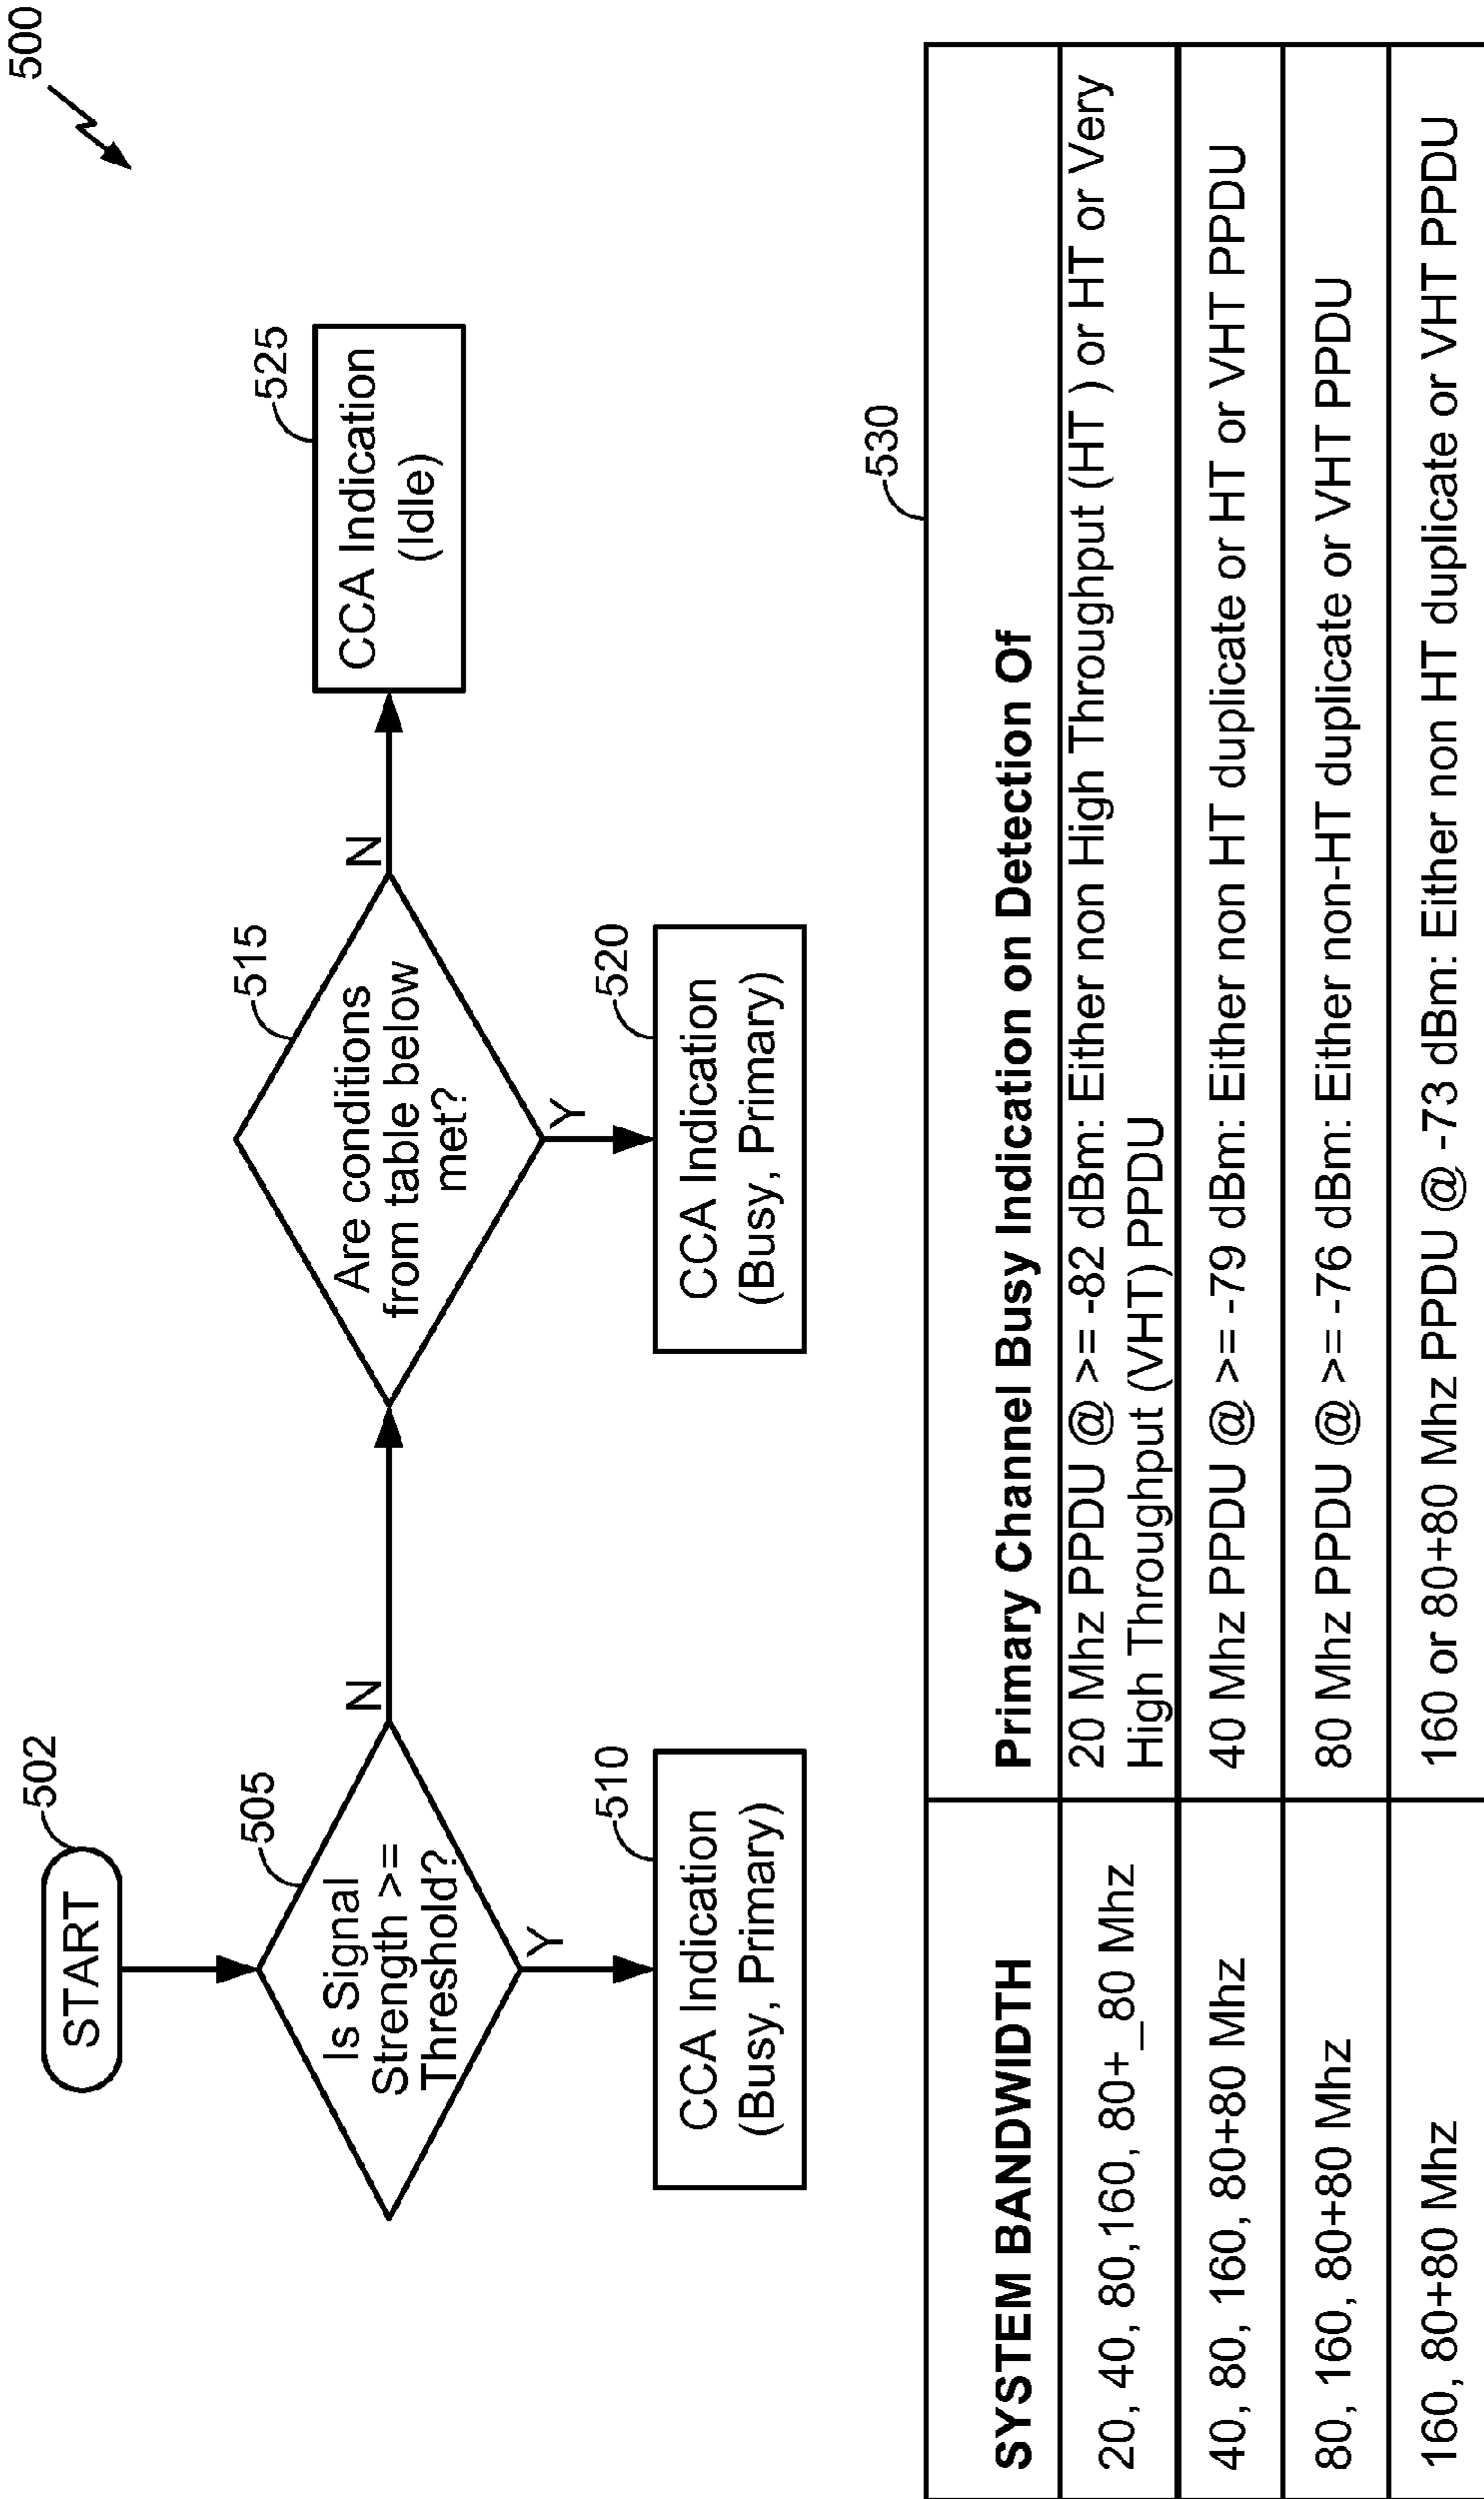 500
502
START
505
Is Signal
Strength >=
Threshold?
N
Y
510
CCA Indication
(Busy, Primary)
515
Are conditions
from table below
met?
N
Y
520
CCA Indication
(Busy, Primary)
525
CCA Indication
(Idle)
530
SYSTEM BANDWIDTH
Primary Channel Busy Indication on Detection Of
20, 40, 80,160, 80+_80 Mhz
20 Mhz PPDU @ >= -82 dBm: Either non High Throughput (HT ) or HT or Very
High Throughput (VHT) PPDU
40, 80, 160, 80+80 Mhz
40 Mhz PPDU @ >= -79 dBm: Either non HT duplicate or HT or VHT PPDU
80, 160, 80+80 Mhz
80 Mhz PPDU @ >= -76 dBm: Either non-HT duplicate or VHT PPDU
160, 80+80 Mhz
160 or 80+80 Mhz PPDU @ -73 dBm: Either non HT duplicate or VHT PPDU